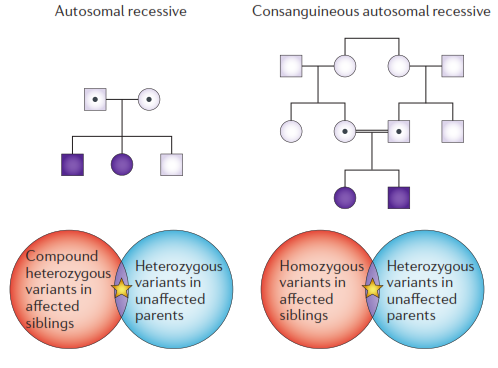 Autosomal recessive
Consanguineous autosomal recessive
Compound
heterozygous
variants in
affected
siblings
Heterozygous
variants in
unaffected
parents
Homozygous
variants in
affected
siblings
Heterozygous
variants in
unaffected
parents